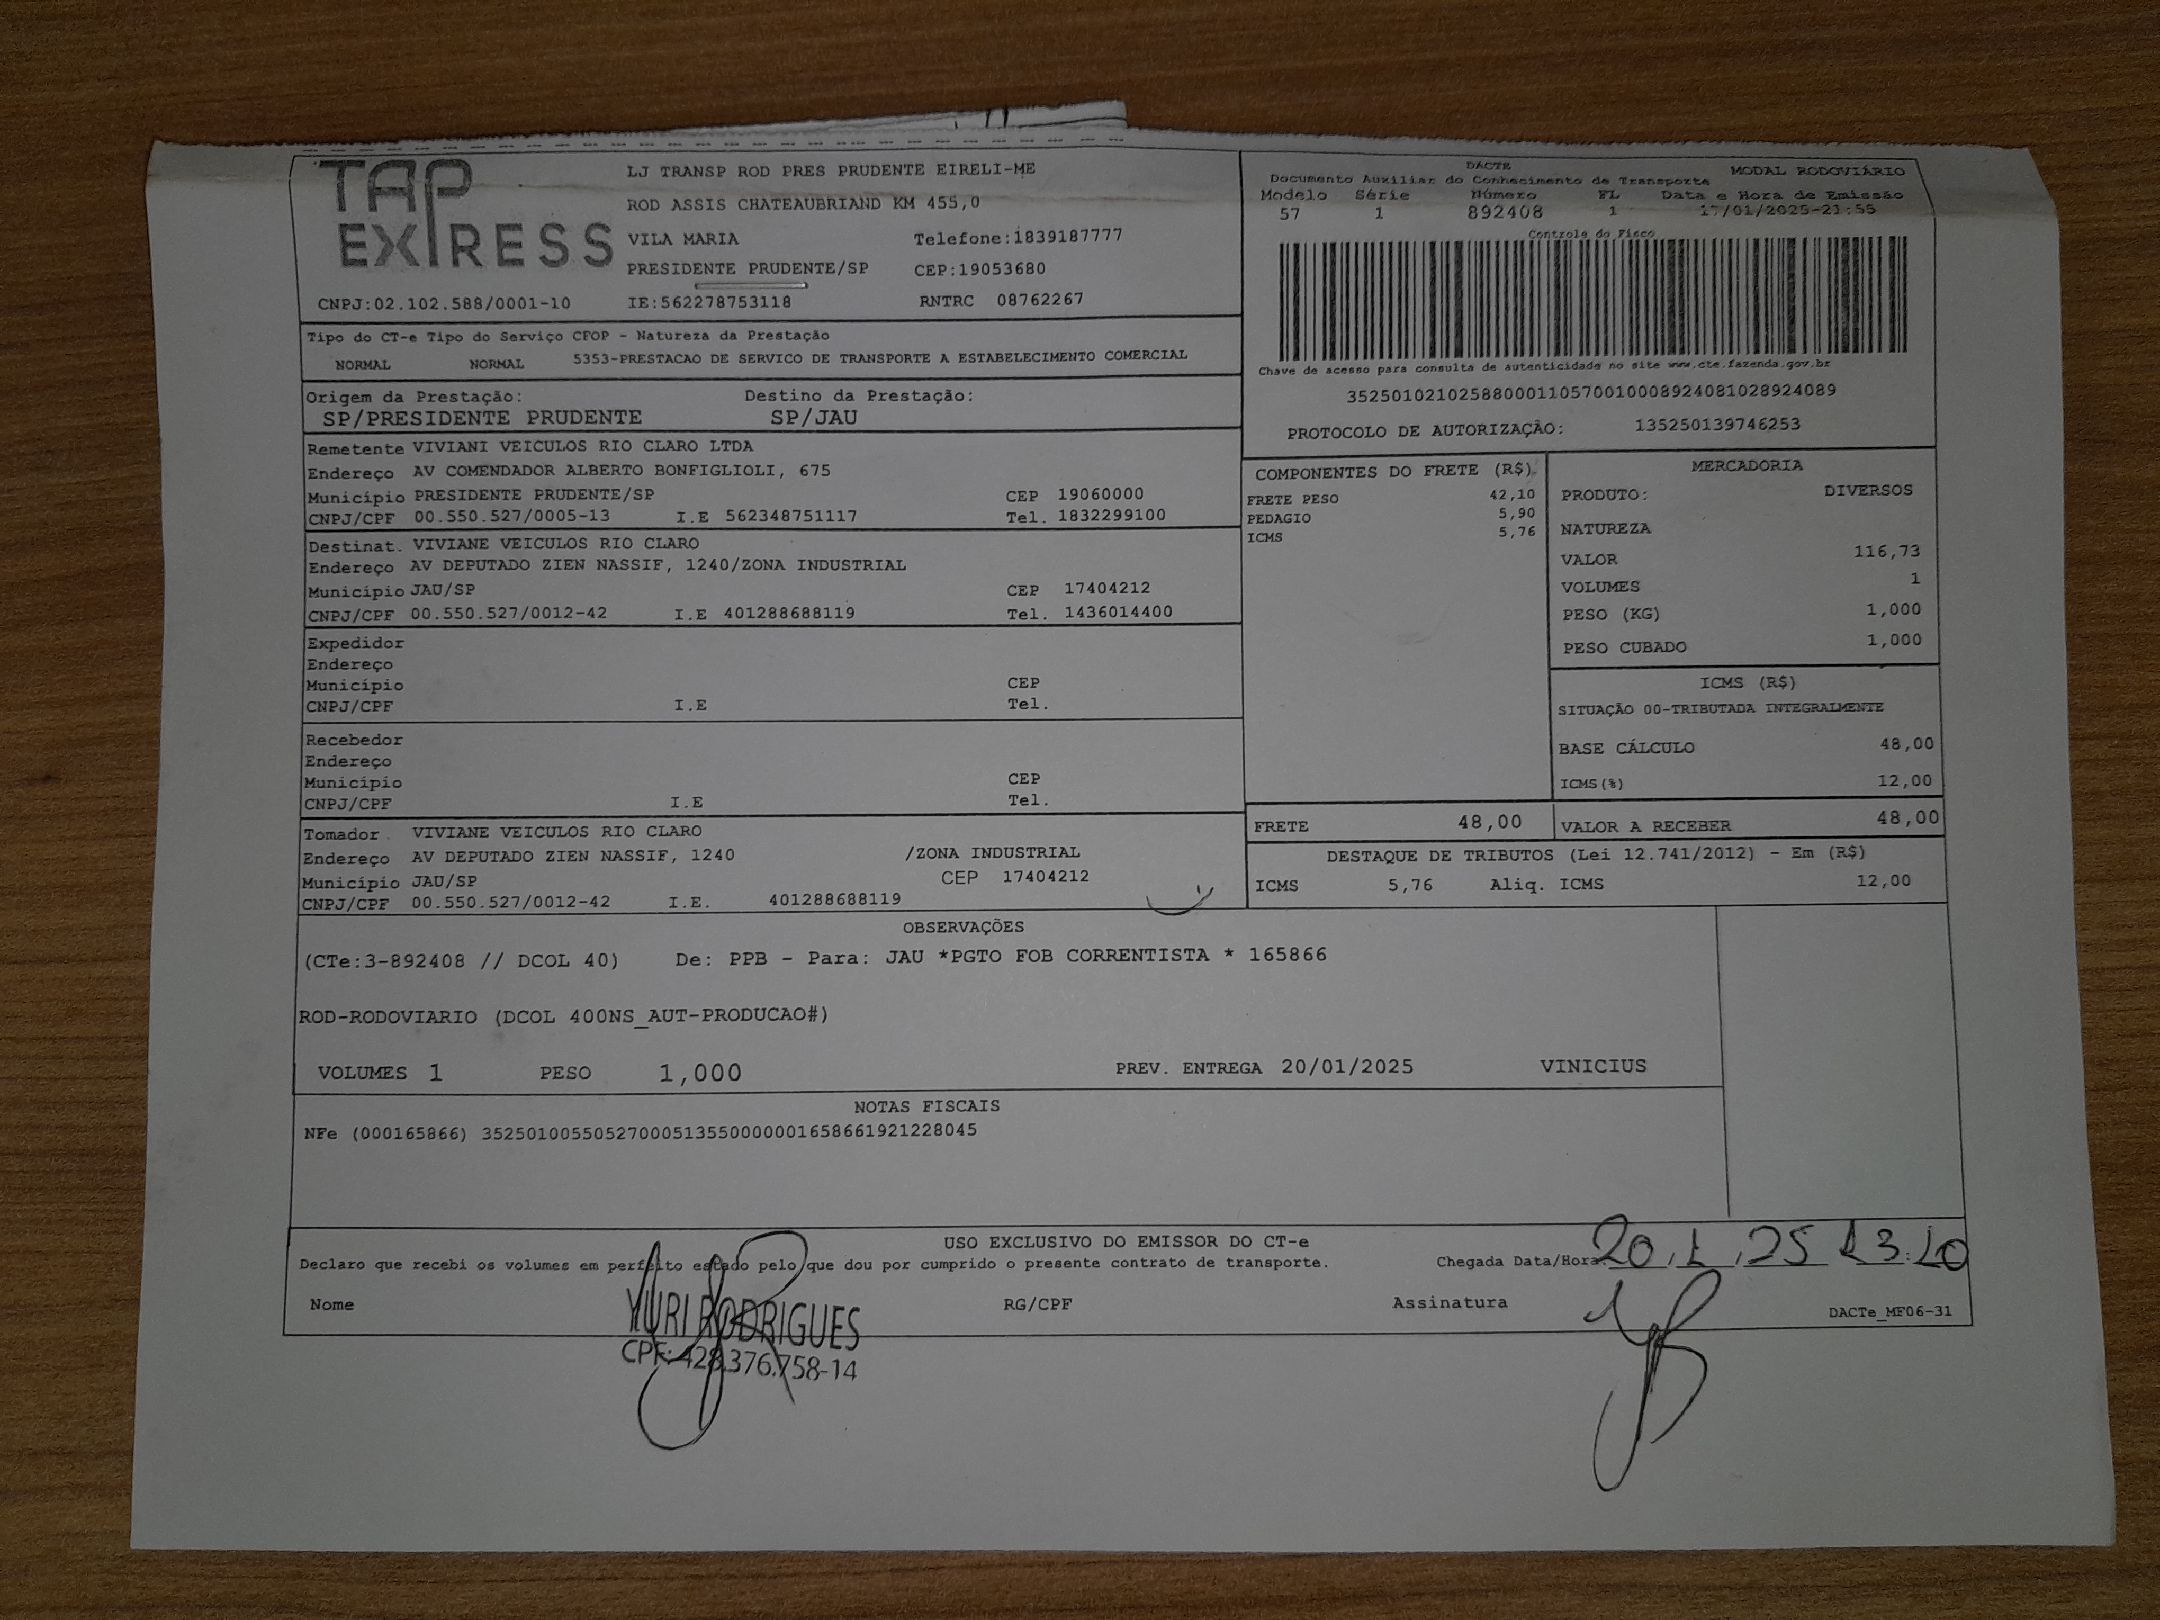 TAP EXPRESS
LJ TRANSP ROD PRES PRUDENTE EIRELI-ME
ROD ASSIS CHATEAUBRIAND KM 455,0
VILA MARIA Telefone:1839187777
PRESIDENTE PRUDENTE/SP CEP:19053680
CNPJ:02.102.588/0001-10 IE:562278753118 RNTRC 08762267
DACTE MODAL RODOVIÁRIO
Documento Auxiliar do Conhecimento de Transporte
Modelo Série Número FL Data e Hora de Emissão
57 1 892408 1 17/01/2025-21:55
Controle do Fisco
Chave de acesso para consulta de autenticidade no site www.cte.fazenda.gov.br
35250102102588000110570010008924081028924089
PROTOCOLO DE AUTORIZAÇÃO: 135250139746253
Tipo do CT-e Tipo do Serviço CFOP - Natureza da Prestação
NORMAL NORMAL 5353-PRESTACAO DE SERVICO DE TRANSPORTE A ESTABELECIMENTO COMERCIAL
Origem da Prestação: Destino da Prestação:
SP/PRESIDENTE PRUDENTE SP/JAU
Remetente VIVIANI VEICULOS RIO CLARO LTDA
Endereço AV COMENDADOR ALBERTO BONFIGLIOLI, 675
Município PRESIDENTE PRUDENTE/SP CEP 19060000
CNPJ/CPF 00.550.527/0005-13 I.E 562348751117 Tel. 1832299100
Destinat. VIVIANE VEICULOS RIO CLARO
Endereço AV DEPUTADO ZIEN NASSIF, 1240/ZONA INDUSTRIAL
Município JAU/SP CEP 17404212
CNPJ/CPF 00.550.527/0012-42 I.E 401288688119 Tel. 1436014400
Expedidor
Endereço
Município CEP
CNPJ/CPF I.E Tel.
Recebedor
Endereço
Município CEP
CNPJ/CPF I.E Tel.
Tomador VIVIANE VEICULOS RIO CLARO
Endereço AV DEPUTADO ZIEN NASSIF, 1240 /ZONA INDUSTRIAL
Município JAU/SP CEP 17404212
CNPJ/CPF 00.550.527/0012-42 I.E. 401288688119
COMPONENTES DO FRETE (R$)
FRETE PESO 42,10
PEDAGIO 5,90
ICMS 5,76
MERCADORIA
PRODUTO: DIVERSOS
NATUREZA
VALOR 116,73
VOLUMES 1
PESO (KG) 1,000
PESO CUBADO 1,000
ICMS (R$)
SITUAÇÃO 00-TRIBUTADA INTEGRALMENTE
BASE CÁLCULO 48,00
ICMS(%) 12,00
FRETE 48,00 VALOR A RECEBER 48,00
DESTAQUE DE TRIBUTOS (Lei 12.741/2012) - Em (R$)
ICMS 5,76 Aliq. ICMS 12,00
OBSERVAÇÕES
(CTe:3-892408 // DCOL 40) De: PPB - Para: JAU *PGTO FOB CORRENTISTA * 165866
ROD-RODOVIARIO (DCOL 400NS_AUT-PRODUCAO#)
VOLUMES 1 PESO 1,000 PREV. ENTREGA 20/01/2025 VINICIUS
NOTAS FISCAIS
NFe (000165866) 35250100550527000513550000001658661921228045
USO EXCLUSIVO DO EMISSOR DO CT-e
Declaro que recebi os volumes em perfeito estado pelo que dou por cumprido o presente contrato de transporte.
Chegada Data/Hora 20, 1, 25 13:10
Nome RG/CPF Assinatura DACTe_MF06-31
YURI RODRIGUES
CPF: 428.376.758-14